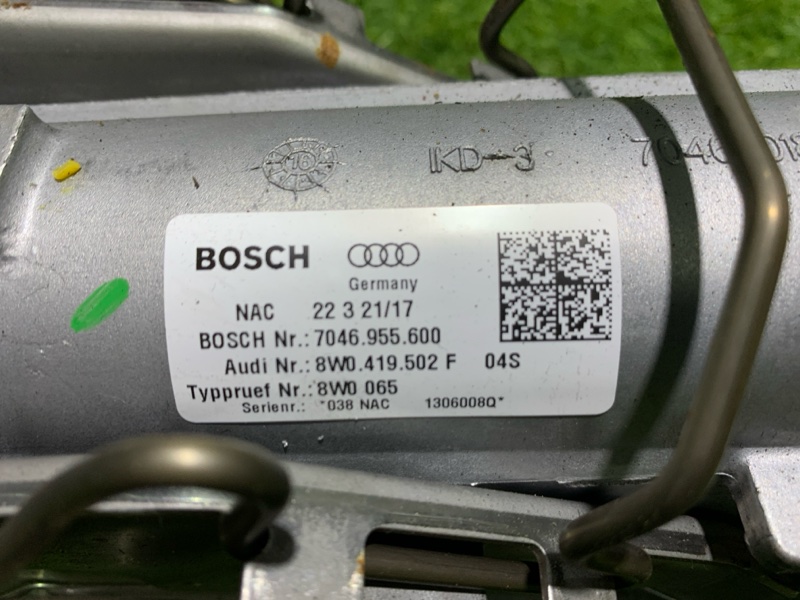 16
IKD-3
BOSCH
Germany
NAC 22 3 21/17
BOSCH Nr.: 7046.955.600
Audi Nr.: 8W0.419.502 F 04S
Typpruef Nr.: 8W0 065
Serienr.: *038 NAC 1306008Q*